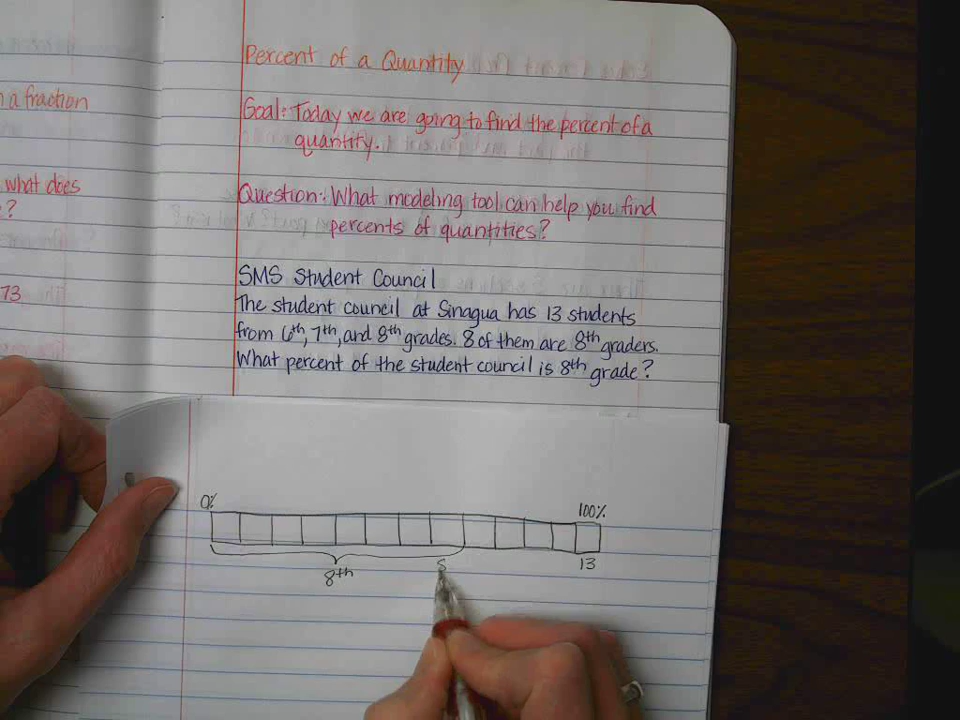 n a fraction
what does
?
73
Percent of a Quantity
Goal: Today we are going to find the percent of a
quantity.
Question: What modeling tool can help you find
percents of quantities?
SMS Student Council
The student council at Sinagua has 13 students
from 6th, 7th, and 8th grades. 8 of them are 8th graders.
What percent of the student council is 8th grade?
0%
100%
13
8th